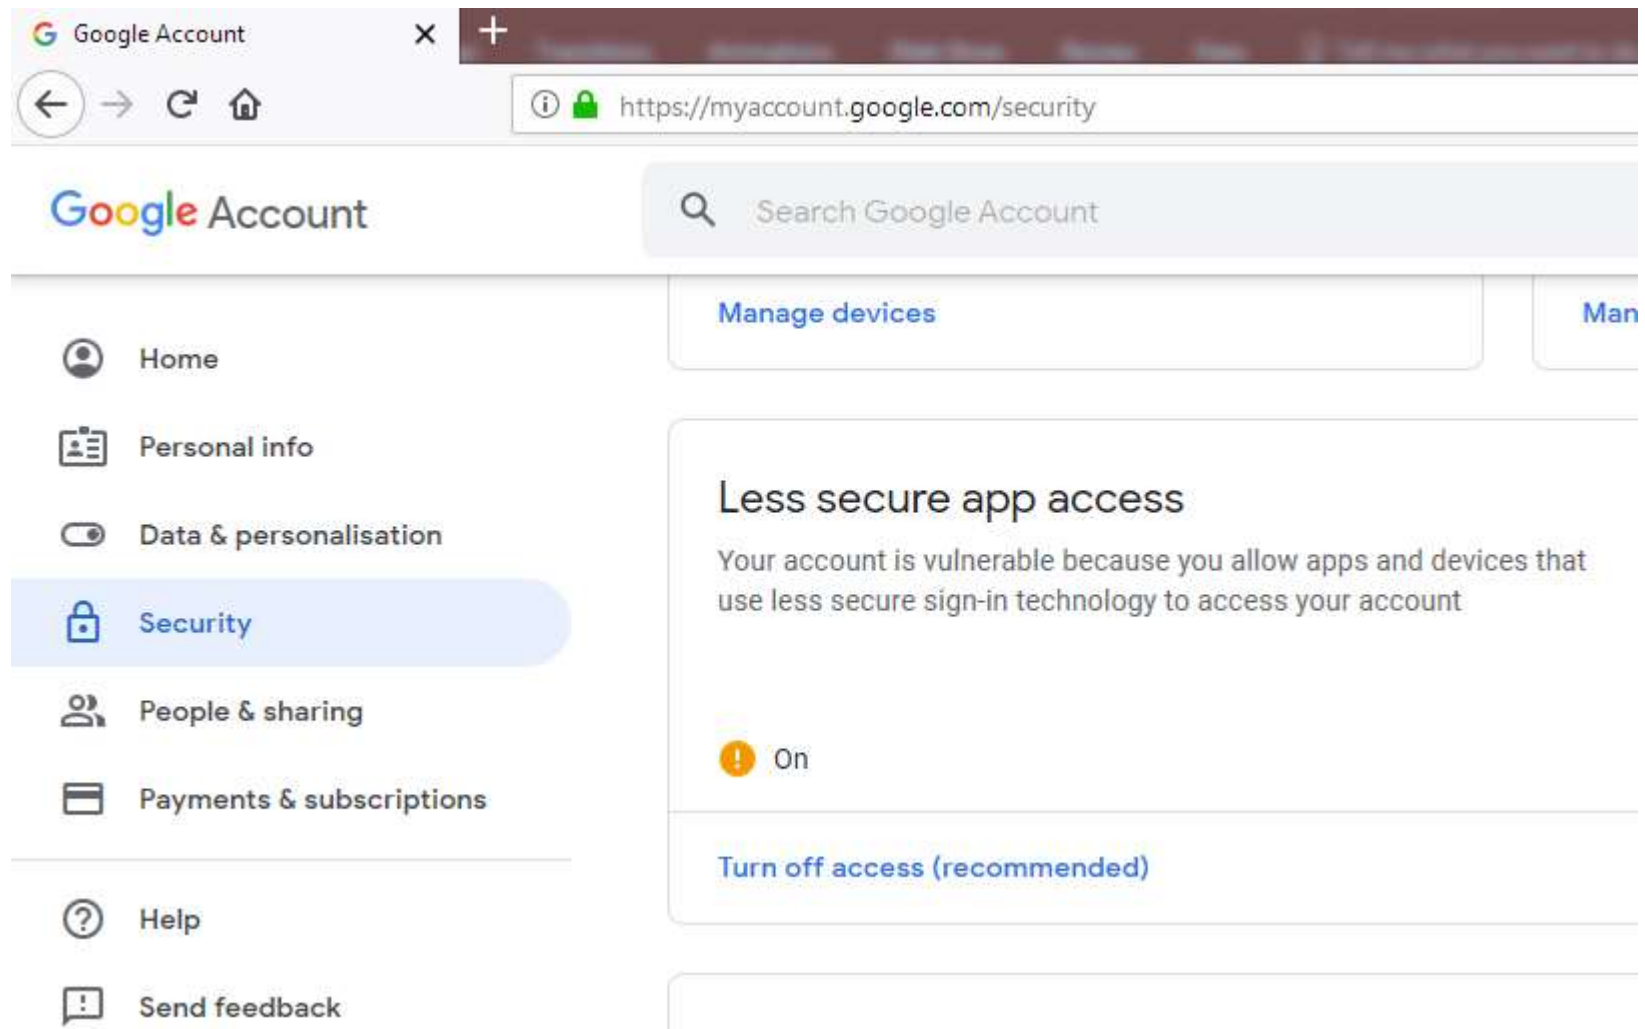 Google Account
https://myaccount.google.com/security
Google Account
Search Google Account
Home
Personal info
Data & personalisation
Security
People & sharing
Payments & subscriptions
Help
Send feedback
Manage devices
Man
Less secure app access
Your account is vulnerable because you allow apps and devices that
use less secure sign-in technology to access your account
On
Turn off access (recommended)